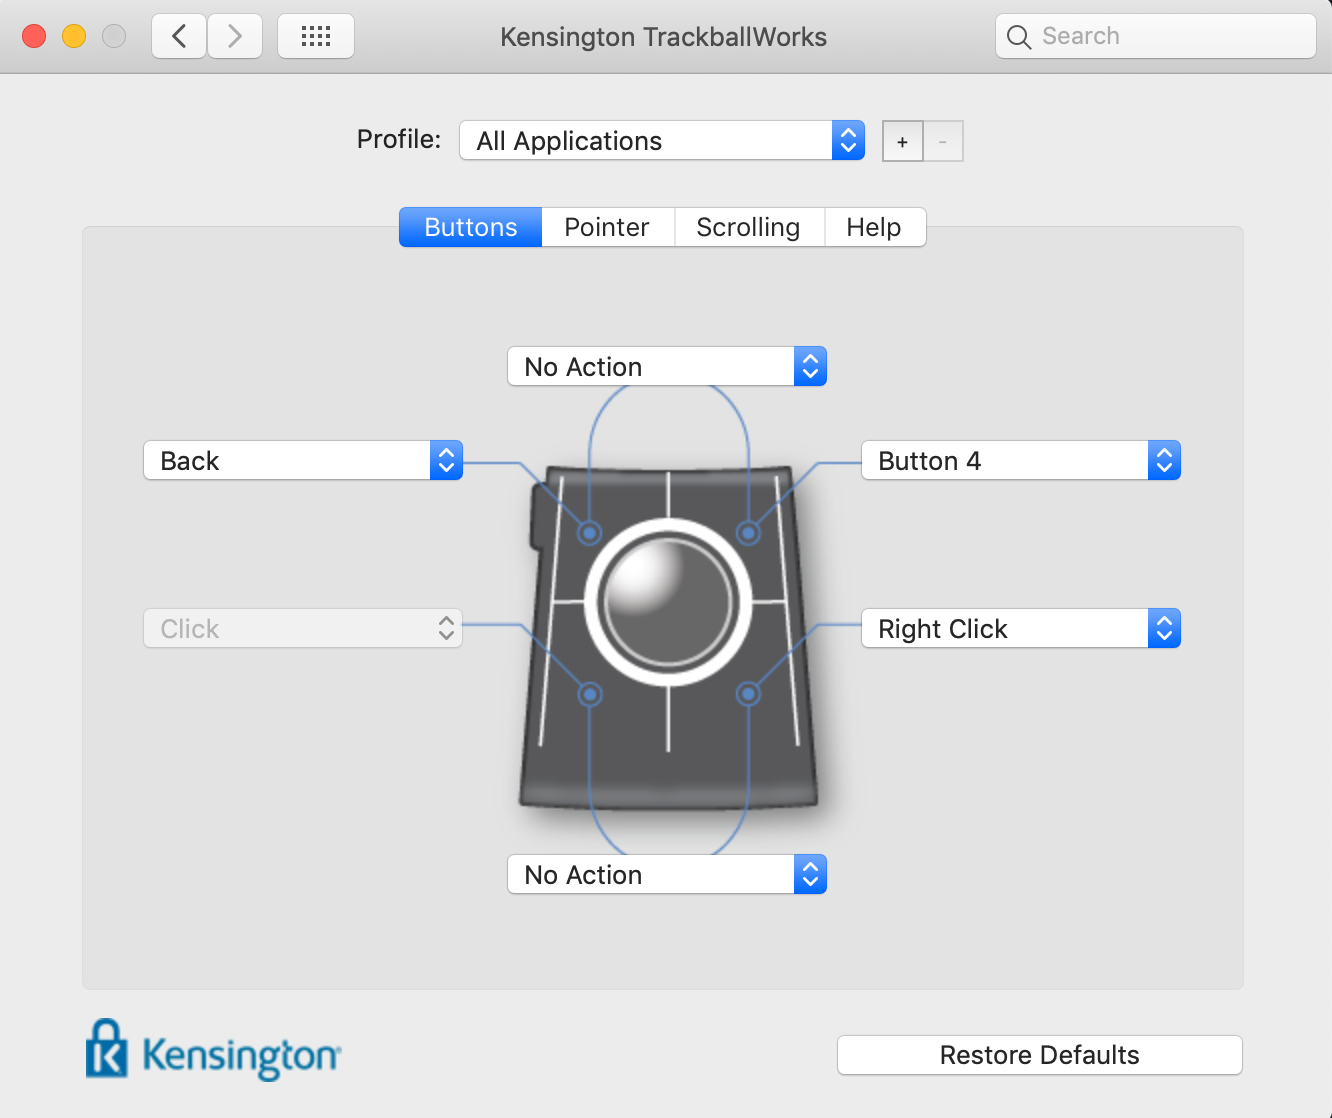 Kensington TrackballWorks
Search
Profile:
All Applications
+
-
Buttons
Pointer
Scrolling
Help
No Action
Back
Button 4
Click
Right Click
No Action
K Kensington
Restore Defaults